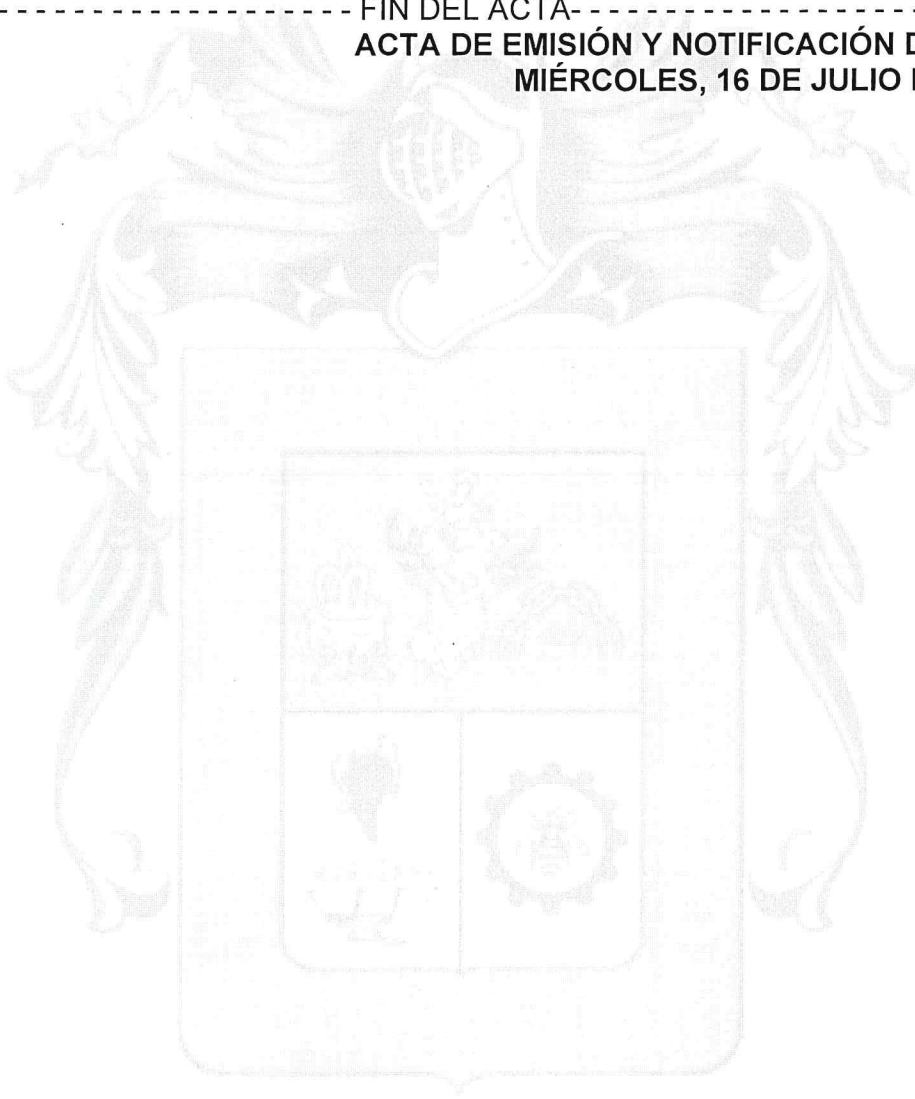 - - - - - - - - - - - - - - - - - - - FIN DEL ACTA- - - - - - - - - - - - - - - - - -
ACTA DE EMISIÓN Y NOTIFICACIÓN
MIÉRCOLES, 16 DE JULIO